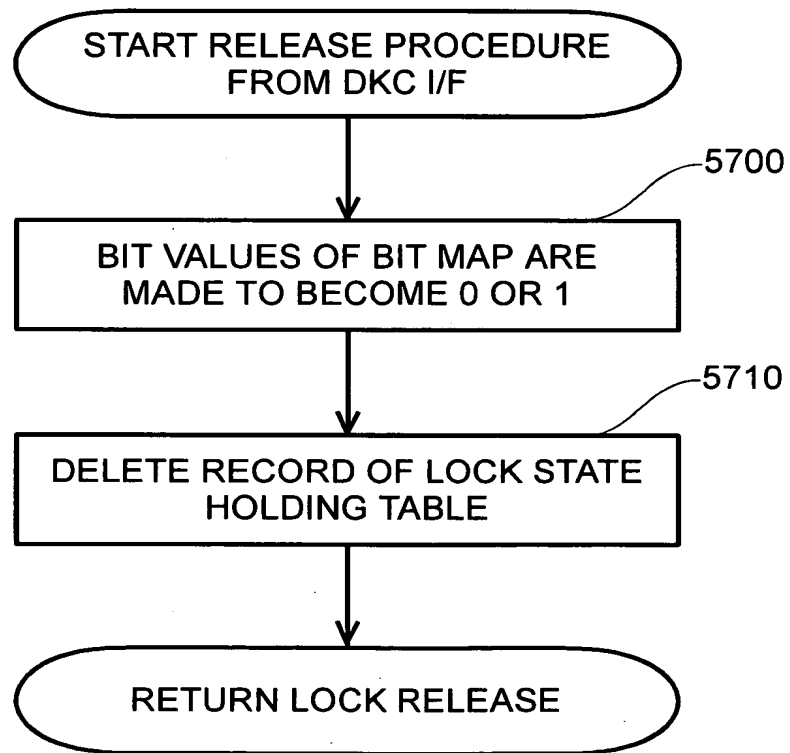 START RELEASE PROCEDURE
FROM DKC I/F
5700
BIT VALUES OF BIT MAP ARE
MADE TO BECOME 0 OR 1
5710
DELETE RECORD OF LOCK STATE
HOLDING TABLE
RETURN LOCK RELEASE